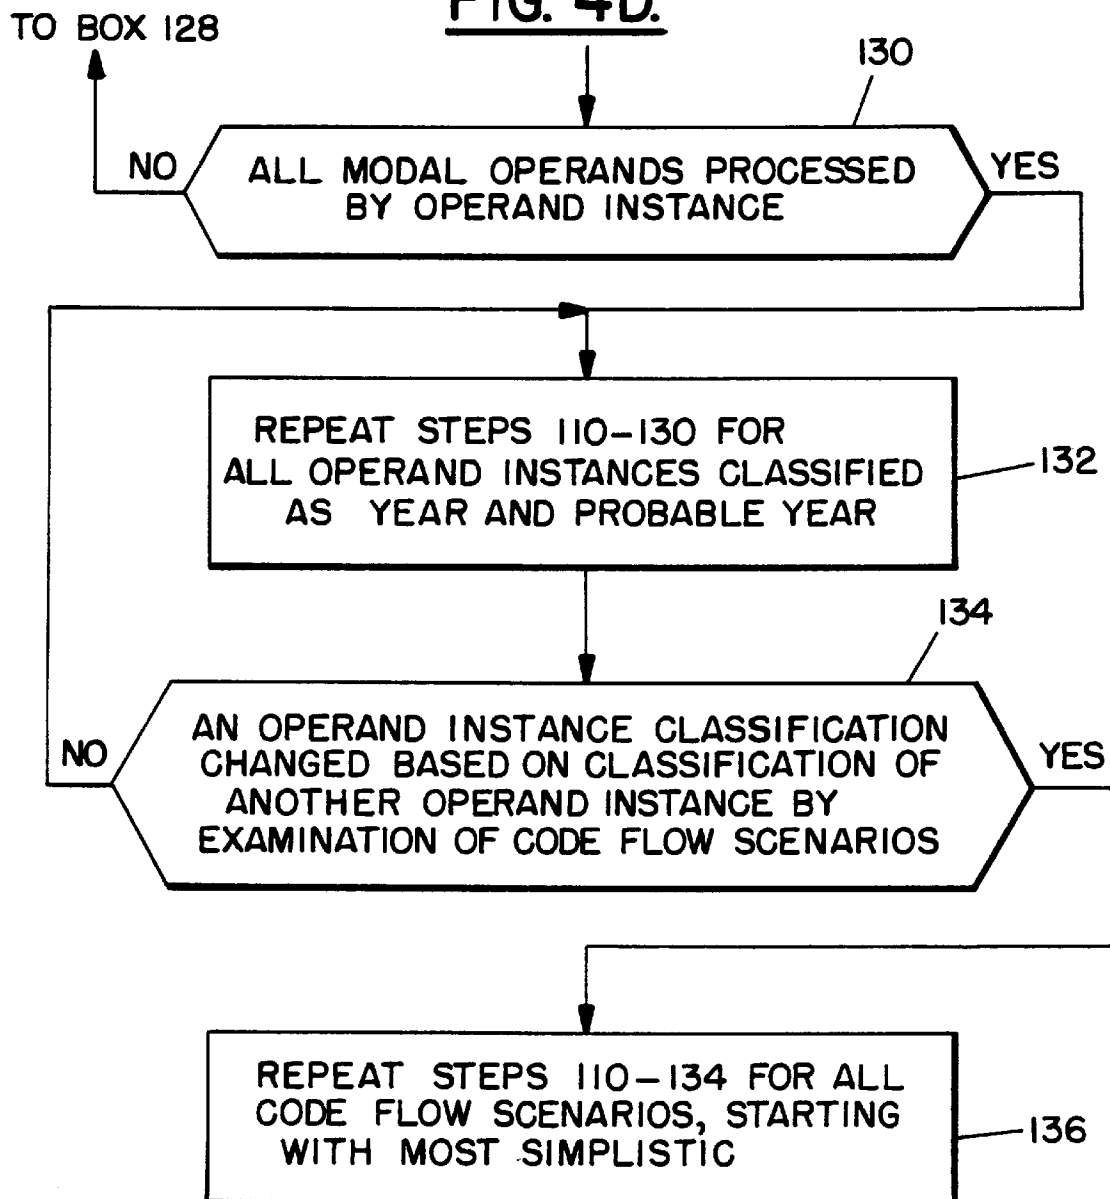 FIG. 4D.
TO BOX 128
130
NO
ALL MODAL OPERANDS PROCESSED
BY OPERAND INSTANCE
YES
REPEAT STEPS 110-130 FOR
ALL OPERAND INSTANCES CLASSIFIED
AS YEAR AND PROBABLE YEAR
132
134
NO
AN OPERAND INSTANCE CLASSIFICATION
CHANGED BASED ON CLASSIFICATION OF
ANOTHER OPERAND INSTANCE BY
EXAMINATION OF CODE FLOW SCENARIOS
YES
REPEAT STEPS 110-134 FOR ALL
CODE FLOW SCENARIOS, STARTING
WITH MOST SIMPLISTIC
136